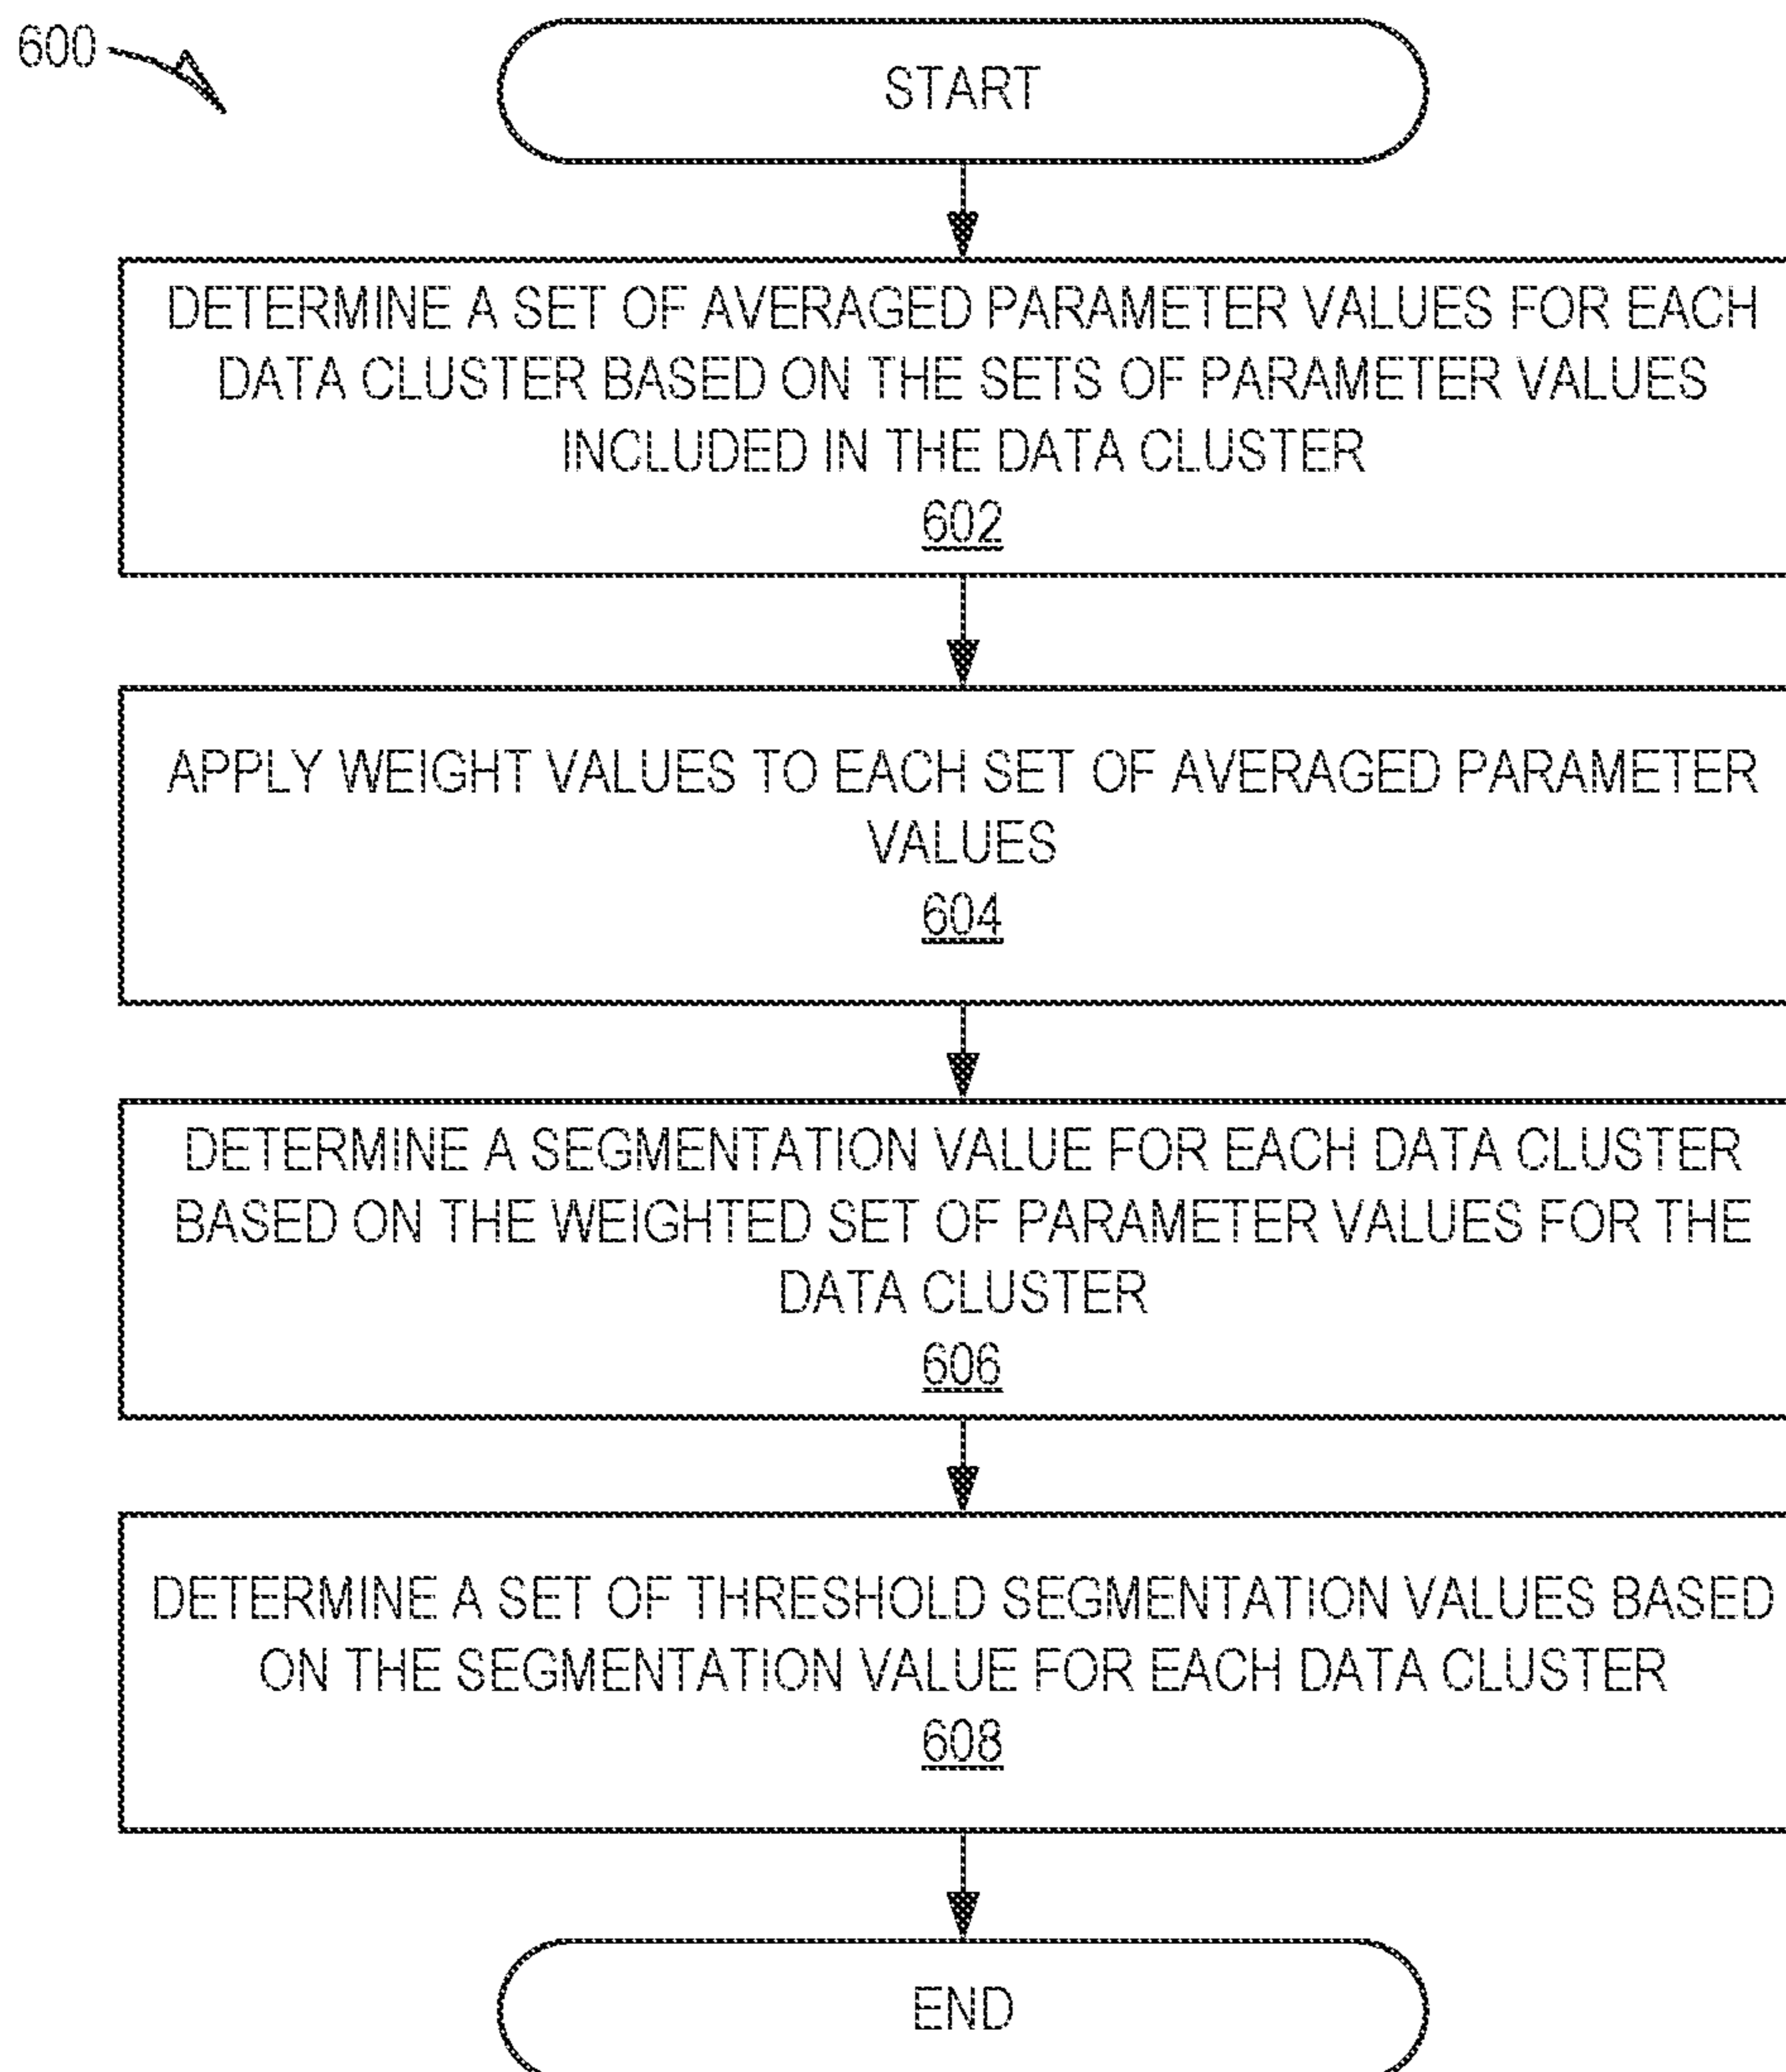 600
START
DETERMINE A SET OF AVERAGED PARAMETER VALUES FOR EACH
DATA CLUSTER BASED ON THE SETS OF PARAMETER VALUES
INCLUDED IN THE DATA CLUSTER
602
APPLY WEIGHT VALUES TO EACH SET OF AVERAGED PARAMETER
VALUES
604
DETERMINE A SEGMENTATION VALUE FOR EACH DATA CLUSTER
BASED ON THE WEIGHTED SET OF PARAMETER VALUES FOR THE
DATA CLUSTER
606
DETERMINE A SET OF THRESHOLD SEGMENTATION VALUES BASED
ON THE SEGMENTATION VALUE FOR EACH DATA CLUSTER
608
END